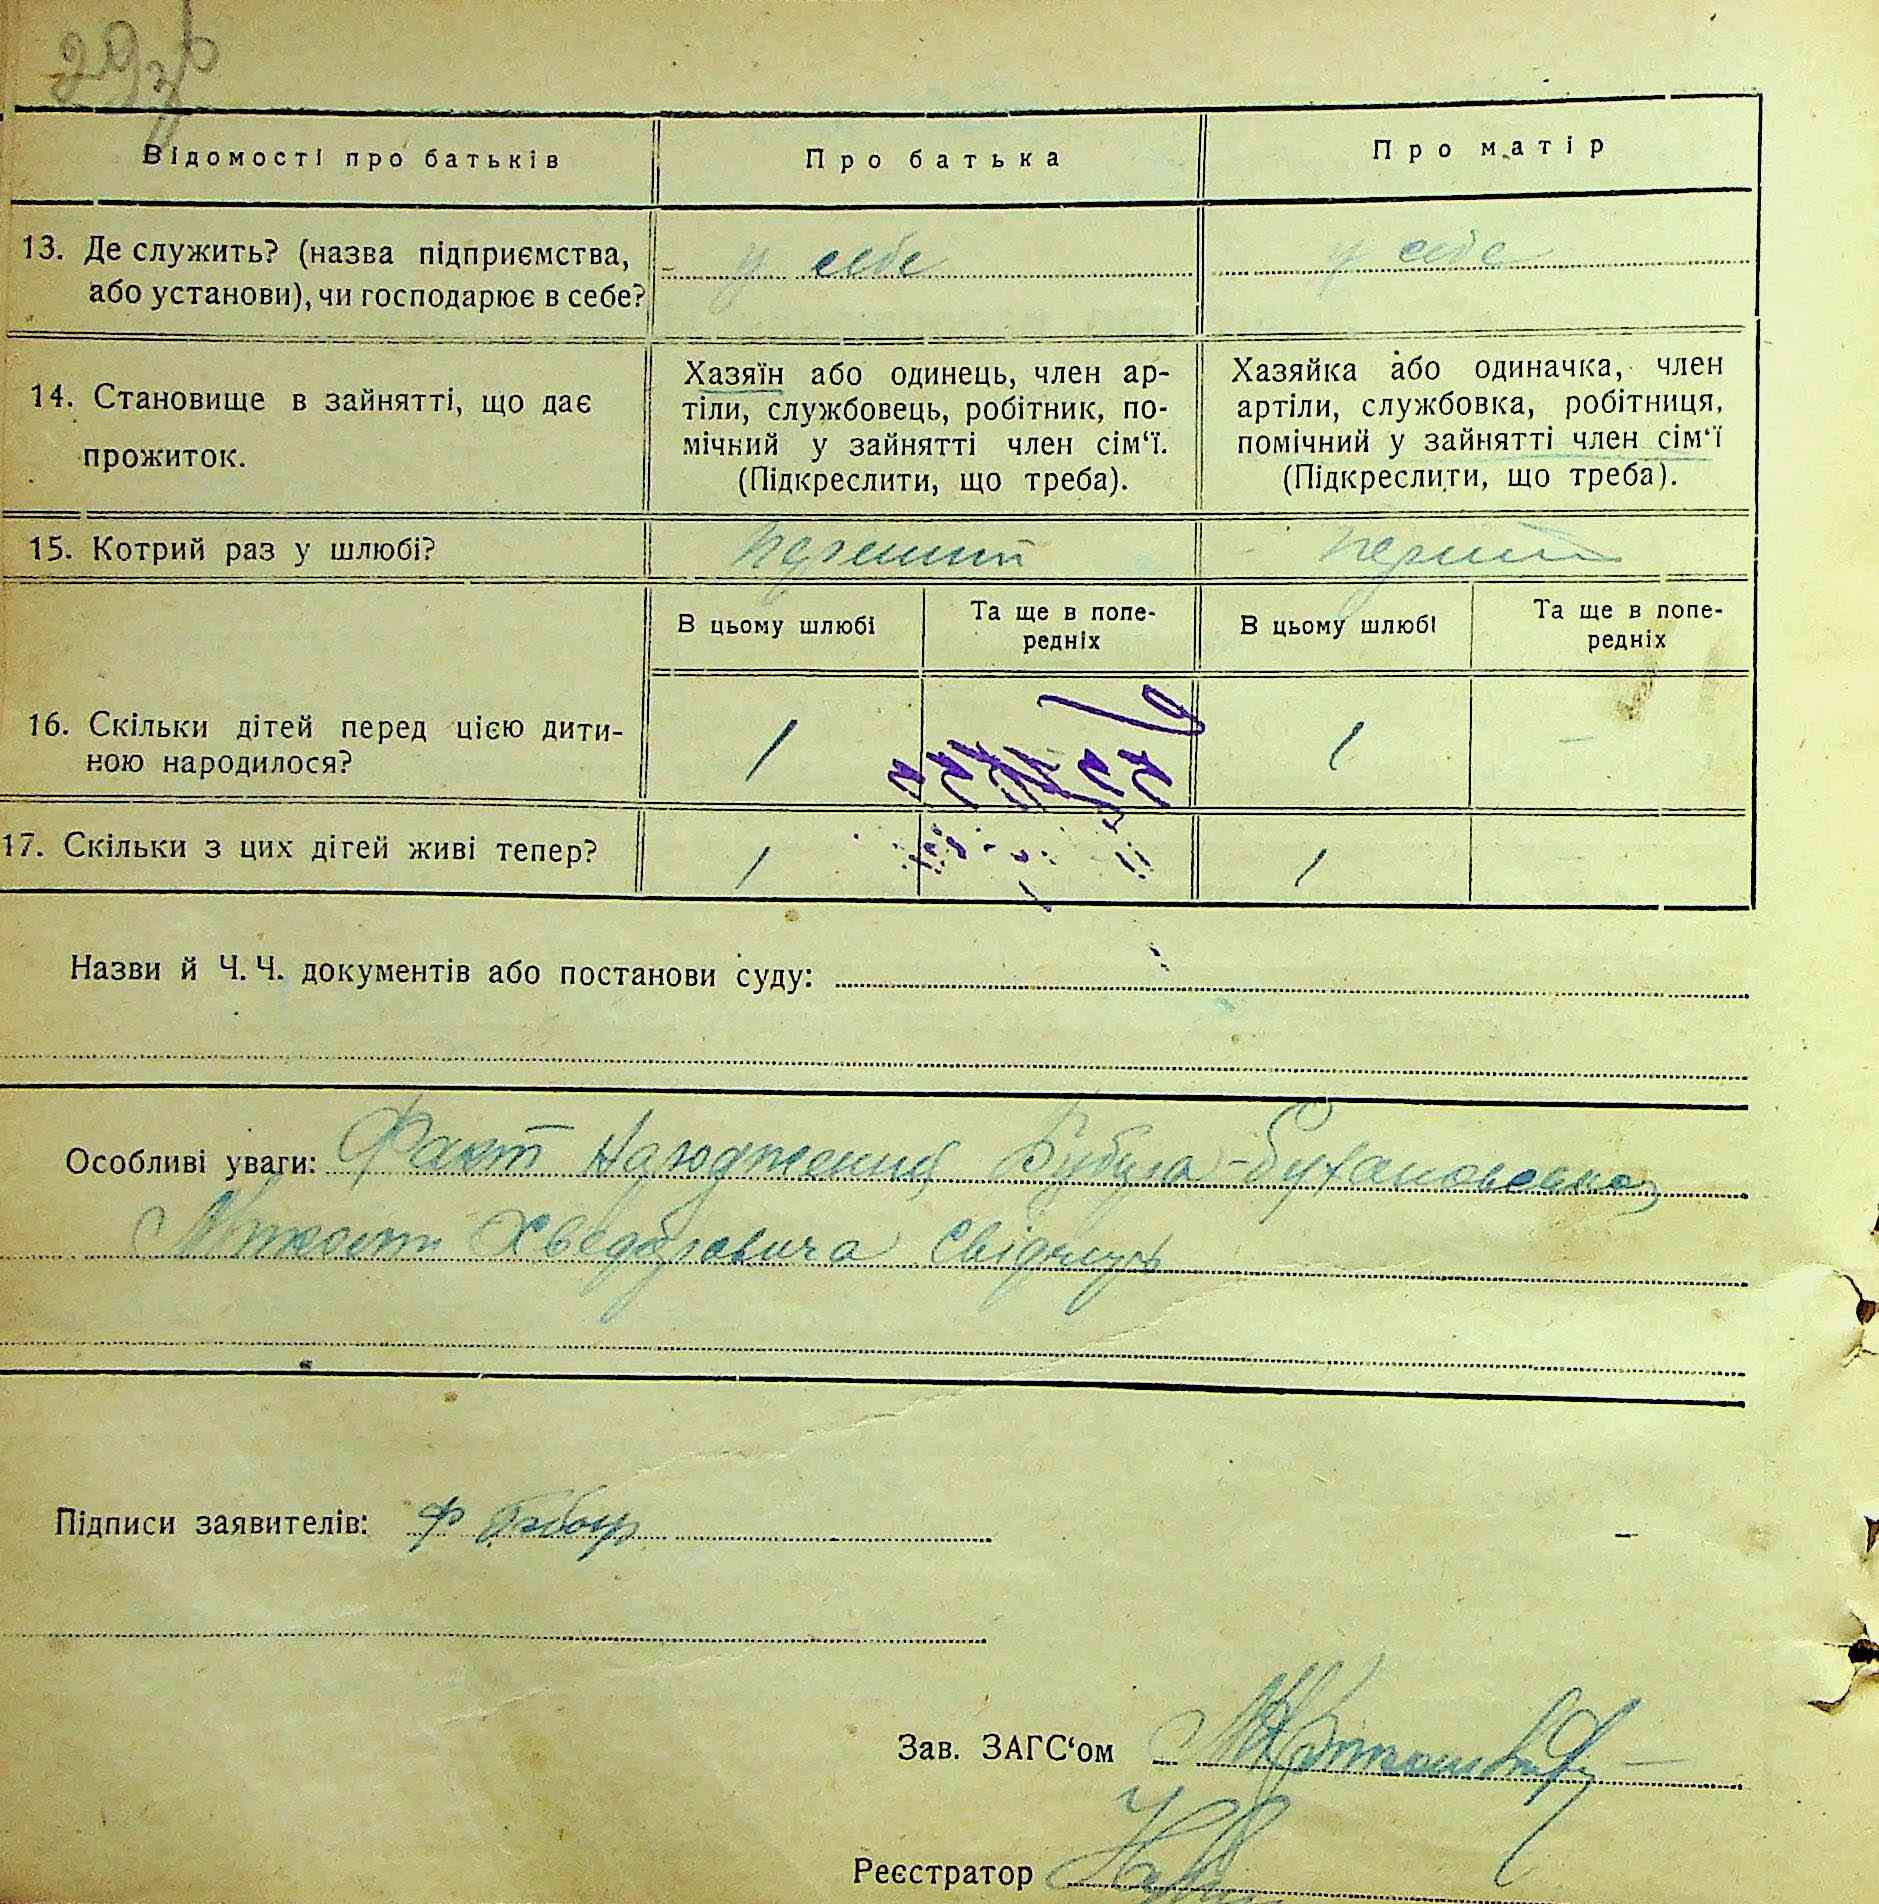 29зв
Відомості про батьків
Про батька
Про матір
13. Де служить? (назва підприємства,
або установи), чи господарює в себе?
у себе
у себе
14. Становище в зайнятті, що дає
прожиток.
Хазяїн або одинець, член ар-
тіли, службовець, робітник, по-
мічний у зайнятті член сім‘ї.
(Підкреслити, що треба).
Хазяйка або одиначка, член
артіли, службовка, робітниця,
помічний у зайнятті член сім‘ї
(Підкреслити, що треба).
15. Котрий раз у шлюбі?
перший
перший
В цьому шлюбі
Та ще в попе-
редніх
В цьому шлюбі
Та ще в попе-
редніх
16. Скільки дітей перед цією дити-
ною народилося?
1
1
-
17. Скільки з цих дітей живі тепер?
1
1
Назви й Ч. Ч. документів або постанови суду:
Особливі уваги: Факт народження
Хведоровича свідчуть
Підписи заявителів: Ф
Зав. ЗАГС‘ом
Реєстратор